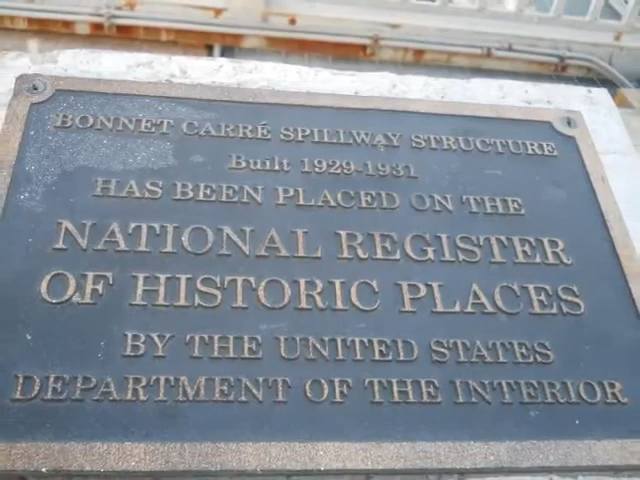 BONNET CARRÉ SPILLWAY STRUCTURE
Built 1929-1931
HAS BEEN PLACED ON THE
NATIONAL REGISTER
OF HISTORIC PLACES
BY THE UNITED STATES
DEPARTMENT OF THE INTERIOR